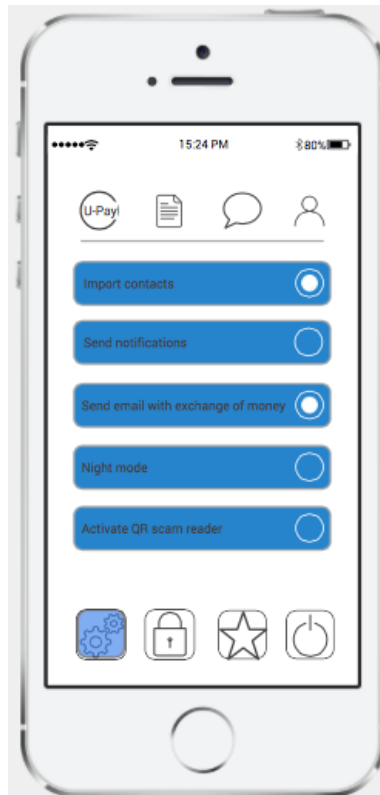 15:24 PM
80%
U-Pay!
Import contacts
Send notifications
Send email with exchange of money
Night mode
Activate QR scam reader